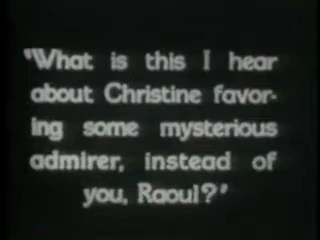 "What is this I hear
about Christine favor-
ing some mysterious
admirer, instead of
you, Raoul?"